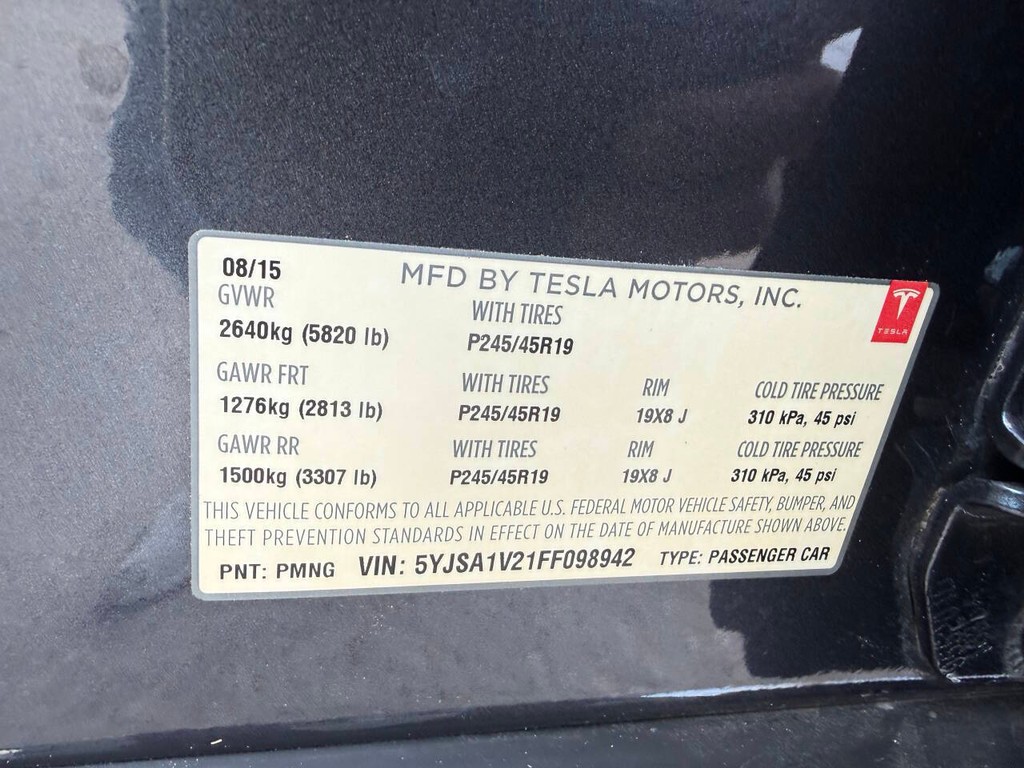 08/15
MFD BY TESLA MOTORS, INC.
TESLA
GVWR WITH TIRES
2640kg (5820 lb) P245/45R19
GAWR FRT WITH TIRES RIM COLD TIRE PRESSURE
1276kg (2813 lb) P245/45R19 19X8 J 310 kPa, 45 psi
GAWR RR WITH TIRES RIM COLD TIRE PRESSURE
1500kg (3307 lb) P245/45R19 19X8 J 310 kPa, 45 psi
THIS VEHICLE CONFORMS TO ALL APPLICABLE U.S. FEDERAL MOTOR VEHICLE SAFETY, BUMPER, AND
THEFT PREVENTION STANDARDS IN EFFECT ON THE DATE OF MANUFACTURE SHOWN ABOVE.
PNT: PMNG VIN: 5YJSA1V21FF098942 TYPE: PASSENGER CAR